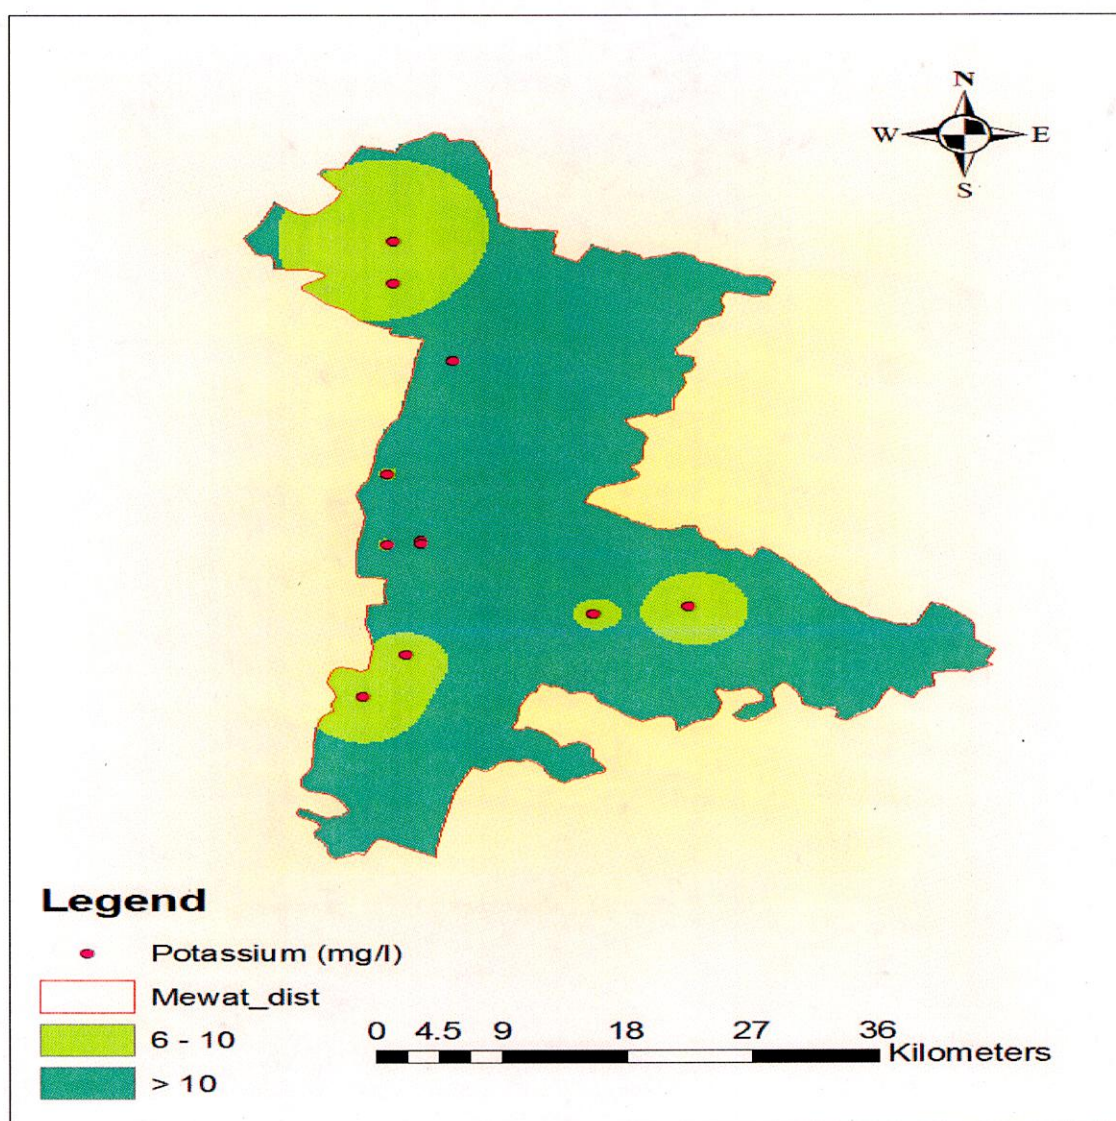 N
W E
S
Legend
Potassium (mg/l)
Mewat_dist
6 - 10
> 10
0 4.5 9 18 27 36
Kilometers